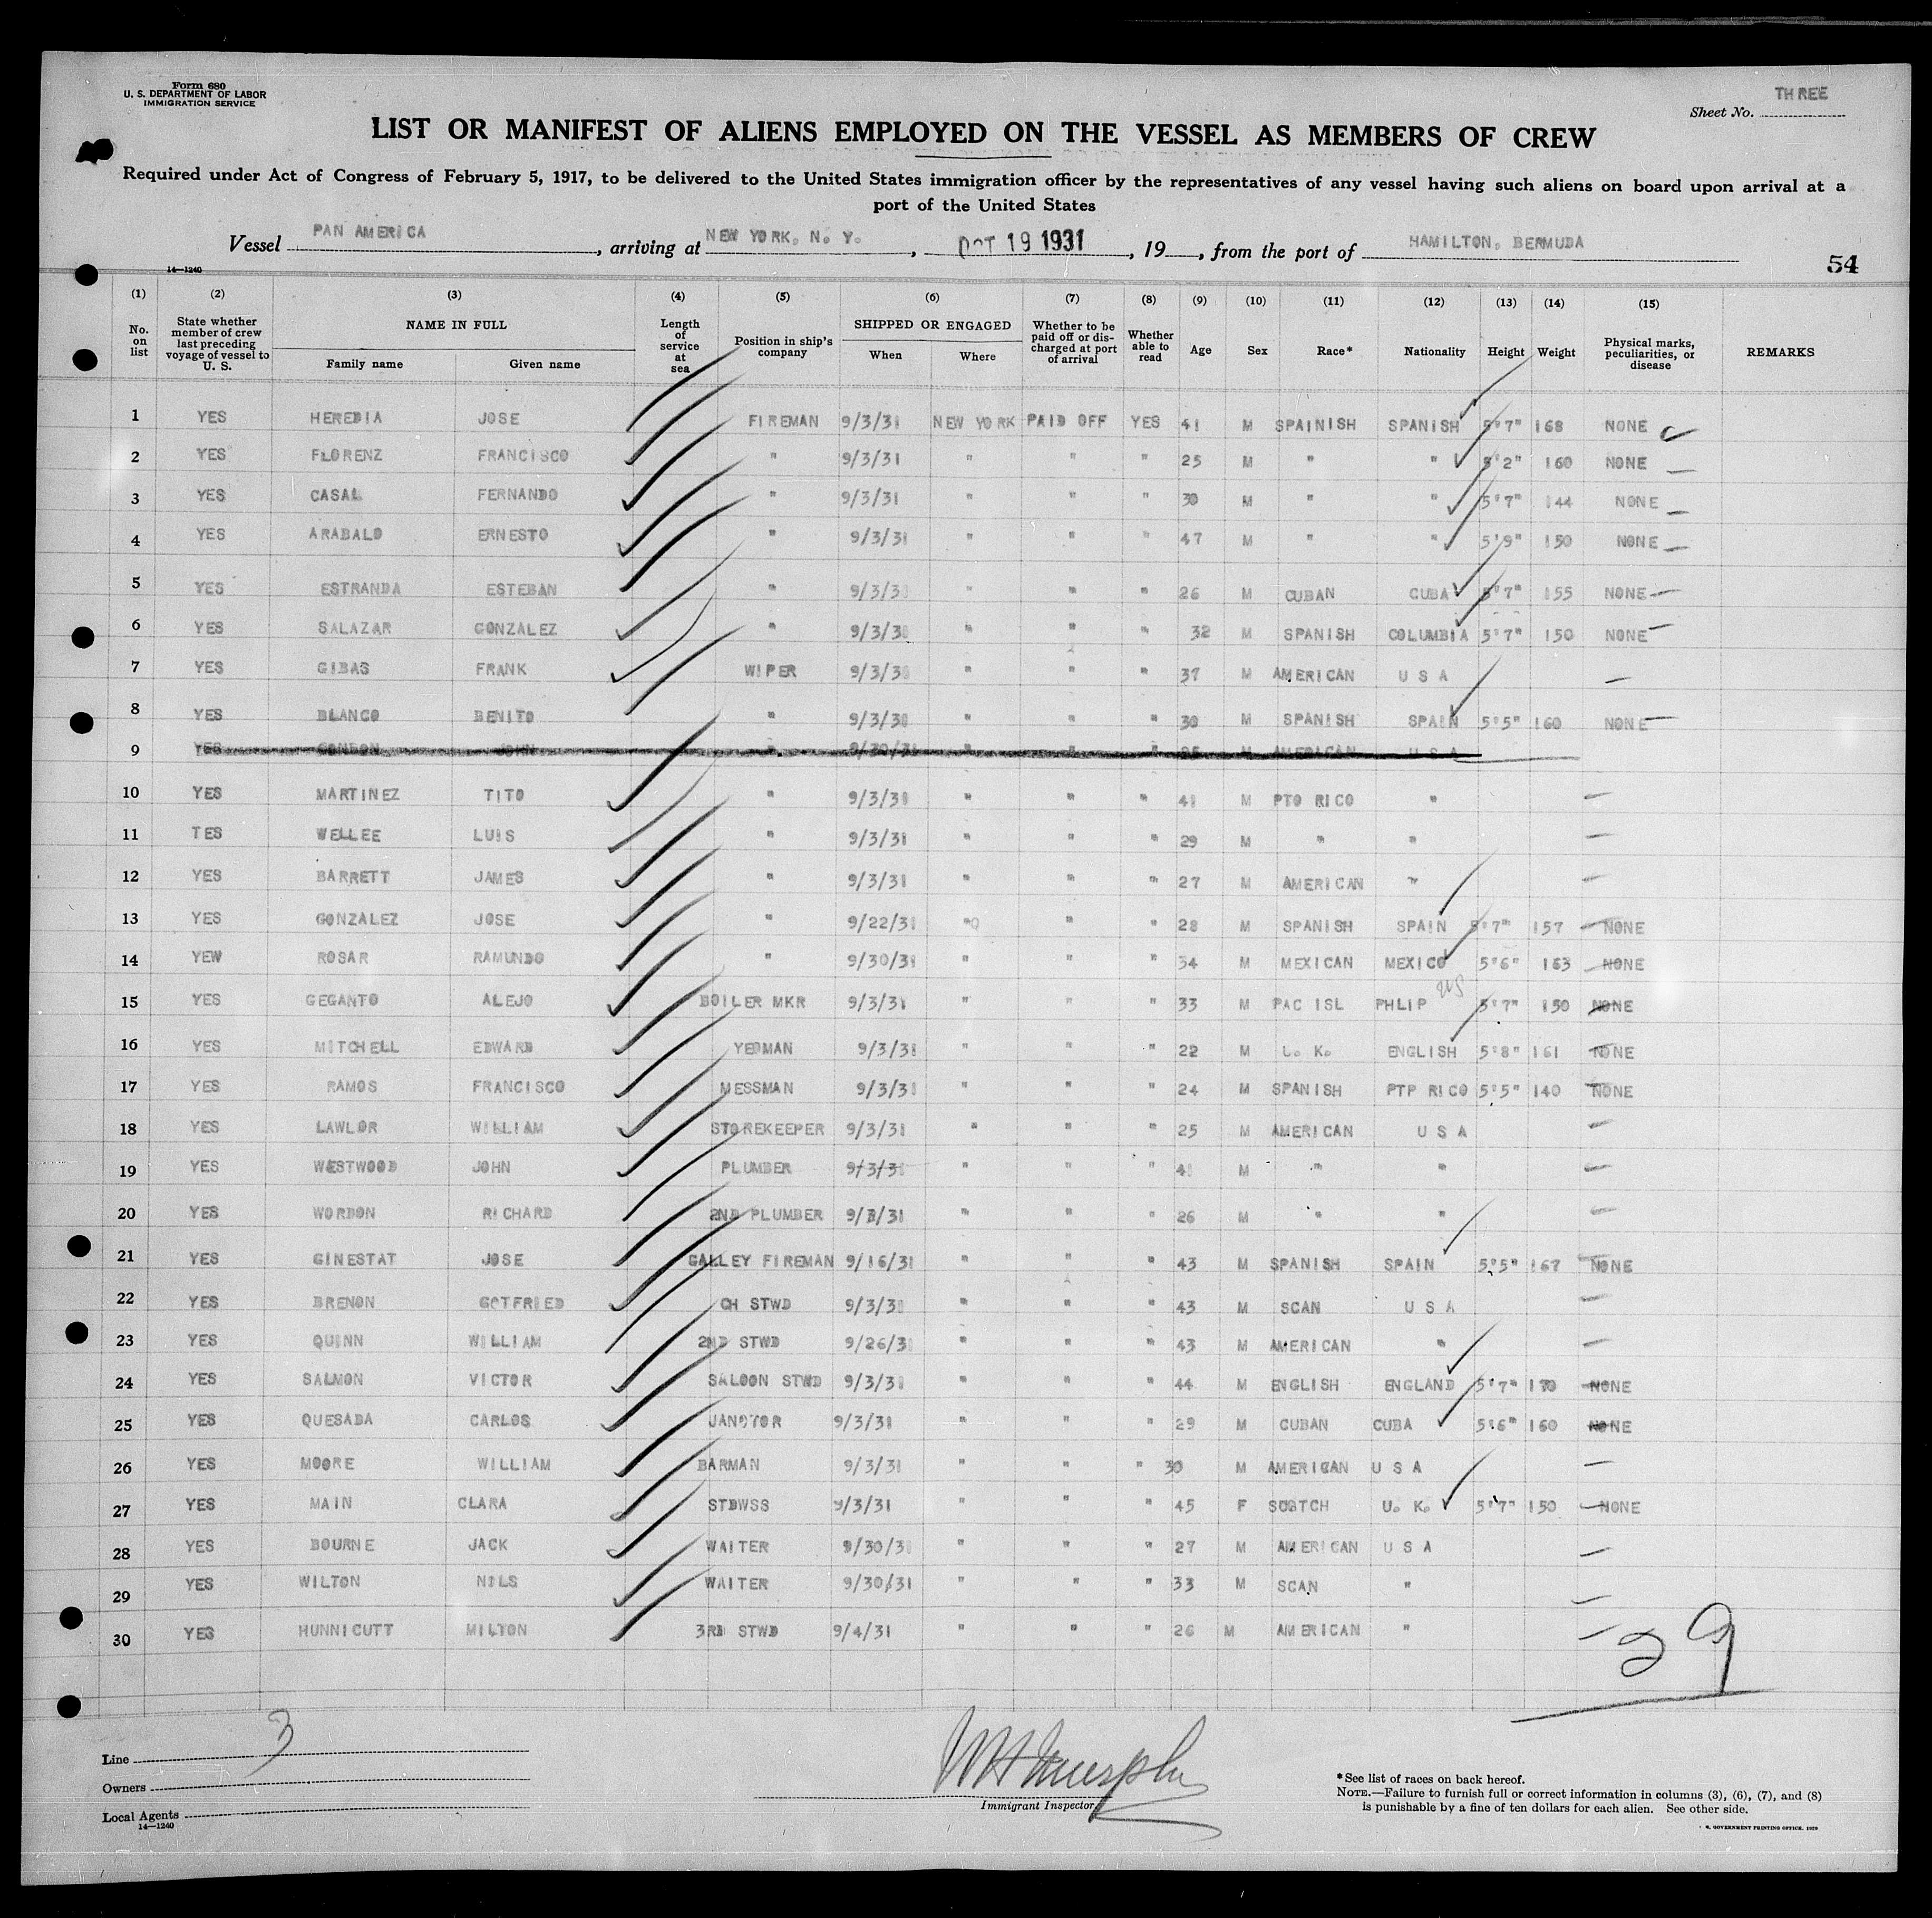 Form 680
U. S. DEPARTMENT OF LABOR
IMMIGRATION SERVICE
Sheet No. THREE
LIST OR MANIFEST OF ALIENS EMPLOYED ON THE VESSEL AS MEMBERS OF CREW
Required under Act of Congress of February 5, 1917, to be delivered to the United States immigration officer by the representatives of any vessel having such aliens on board upon arrival at a
port of the United States
Vessel PAN AMERICA, arriving at NEW YORK. N. Y., OCT 19 1931, 19, from the port of HAMILTON, BERMUDA
14—1240
54
(1) (2) (3) (4) (5) (6) (7) (8) (9) (10) (11) (12) (13) (14) (15)
No. on list State whether member of crew last preceding voyage of vessel to U. S. NAME IN FULL Family name Given name Length of service at sea Position in ship's company SHIPPED OR ENGAGED When Where Whether to be paid off or discharged at port of arrival Whether able to read Age Sex Race* Nationality Height Weight Physical marks, peculiarities, or disease REMARKS
1 YES HEREDIA JOSE FIREMAN 9/3/31 NEW YORK PAID OFF YES 41 M SPAINISH SPANISH 5'7" 168 NONE
2 YES FLORENZ FRANCISCO " 9/3/31 " " " 25 M " " 5'2" 160 NONE
3 YES CASAL FERNANDO " 9/3/31 " " " 30 M " " 5'7" 144 NONE
4 YES ARABALO ERNESTO " 9/3/31 " " " 47 M " " 5'9" 150 NONE
5 YES ESTRANDA ESTEBAN " 9/3/31 " " " 26 M CUBAN CUBA 5'7" 155 NONE
6 YES SALAZAR GONZALEZ " 9/3/31 " " " 32 M SPANISH COLUMBIA 5'7" 150 NONE
7 YES GIBAS FRANK WIPER 9/3/31 " " " 37 M AMERICAN U S A
8 YES BLANCO BENITO " 9/3/31 " " " 30 M SPANISH SPAIN 5'5" 160 NONE
9 YES JOHN " 9/30/31 " " " M AMERICAN U S A
10 YES MARTINEZ TITO " 9/3/31 " " " 41 M PTO RICO "
11 TES WELLEE LUIS " 9/3/31 " " " 29 M " "
12 YES BARRETT JAMES " 9/3/31 " " " 27 M AMERICAN "
13 YES GONZALEZ JOSE " 9/22/31 " " " 28 M SPANISH SPAIN 5'7" 157 NONE
14 YEW ROSAR RAMUNDO " 9/30/31 " " " 34 M MEXICAN MEXICO 5'6" 163 NONE
15 YES GEGANTO ALEJO BOILER MKR 9/3/31 " " " 33 M PAC ISL PHLIP US 5'7" 150 NONE
16 YES MITCHELL EDWARD YEOMAN 9/3/31 " " " 22 M U. K. ENGLISH 5'8" 161 NONE
17 YES RAMOS FRANCISCO MESSMAN 9/3/31 " " " 24 M SPANISH PTP RICO 5'5" 140 NONE
18 YES LAWLOR WILLIAM STOREKEEPER 9/3/31 " " " 25 M AMERICAN U S A
19 YES WESTWOOD JOHN PLUMBER 9/3/31 " " " 41 M " "
20 YES WORDON RICHARD 2ND PLUMBER 9/3/31 " " " 26 M " "
21 YES GINESTAT JOSE GALLEY FIREMAN 9/16/31 " " " 43 M SPANISH SPAIN 5'5" 167 NONE
22 YES BRENON GOTFRIED CH STWD 9/3/31 " " " 43 M SCAN U S A
23 YES QUINN WILLIAM 2ND STWD 9/26/31 " " " 43 M AMERICAN "
24 YES SALMON VICTOR SALOON STWD 9/3/31 " " " 44 M ENGLISH ENGLAND 5'7" 170 NONE
25 YES QUESADA CARLOS JANOTOR 9/3/31 " " " 29 M CUBAN CUBA 5'6" 160 NONE
26 YES MOORE WILLIAM BARMAN 9/3/31 " " " 30 M AMERICAN U S A
27 YES MAIN CLARA STDWSS 9/3/31 " " " 45 F SCOTCH U. K. 5'7" 150 NONE
28 YES BOURNE JACK WAITER 9/30/31 " " " 27 M AMERICAN U S A
29 YES WILTON NILS WAITER 9/30/31 " " " 33 M SCAN "
30 YES HUNNICUTT MILTON 3RD STWD 9/4/31 " " " 26 M AMERICAN "
29
Line 3
Owners
Local Agents
14—1240
W H Murphy
Immigrant Inspector
*See list of races on back hereof.
NOTE.—Failure to furnish full or correct information in columns (3), (6), (7), and (8)
is punishable by a fine of ten dollars for each alien. See other side.
GOVERNMENT PRINTING OFFICE. 1929